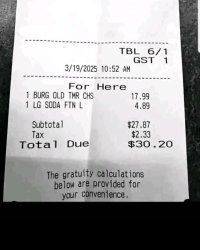 TBL 6/1
GST 1
3/19/2025 10:52 AM
For Here
1 BURG OLD TMR CHS 17.99
1 LG SODA FTN L 4.89
Subtotal $27.87
Tax $2.33
Total Due $30.20
The gratuity calculations
below are provided for
your convenience.